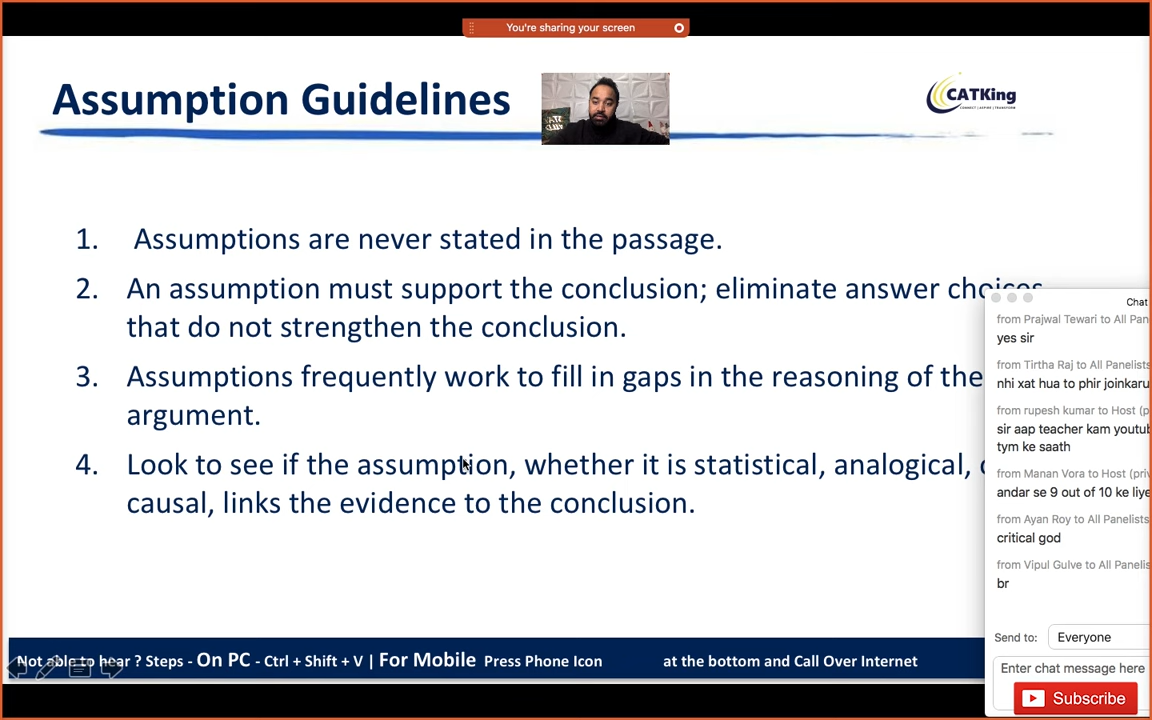 You're sharing your screen
Assumption Guidelines
CATKing
1. Assumptions are never stated in the passage.
2. An assumption must support the conclusion; eliminate answer choices
that do not strengthen the conclusion.
3. Assumptions frequently work to fill in gaps in the reasoning of the
argument.
4. Look to see if the assumption, whether it is statistical, analogical,
causal, links the evidence to the conclusion.
Chat
from Prajwal Tewari to All Pan
yes sir
from Tirtha Raj to All Panelists
nhi xat hua to phir joinkaru
from rupesh kumar to Host (p
sir aap teacher kam youtub
tym ke saath
from Manan Vora to Host (priv
andar se 9 out of 10 ke liye
from Ayan Roy to All Panelists
critical god
from Vipul Gulve to All Panelis
br
Send to: Everyone
Enter chat message here
Subscribe
Not able to hear ? Steps - On PC - Ctrl + Shift + V | For Mobile Press Phone Icon at the bottom and Call Over Internet